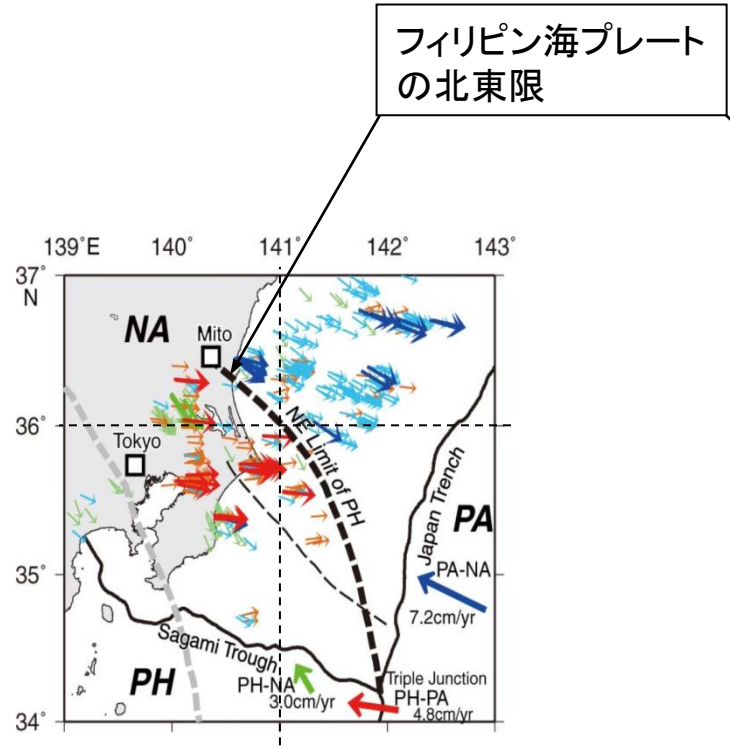 フィリピン海プレート
の北東限
139˚E 140˚ 141˚ 142˚ 143˚
37˚
N
NA
Mito
36˚
Tokyo
NE Limit of PH
Japan Trench
PA
35˚
PA-NA
7.2cm/yr
Sagami Trough
PH
PH-NA
3.0cm/yr
Triple Junction
PH-PA
4.8cm/yr
34˚